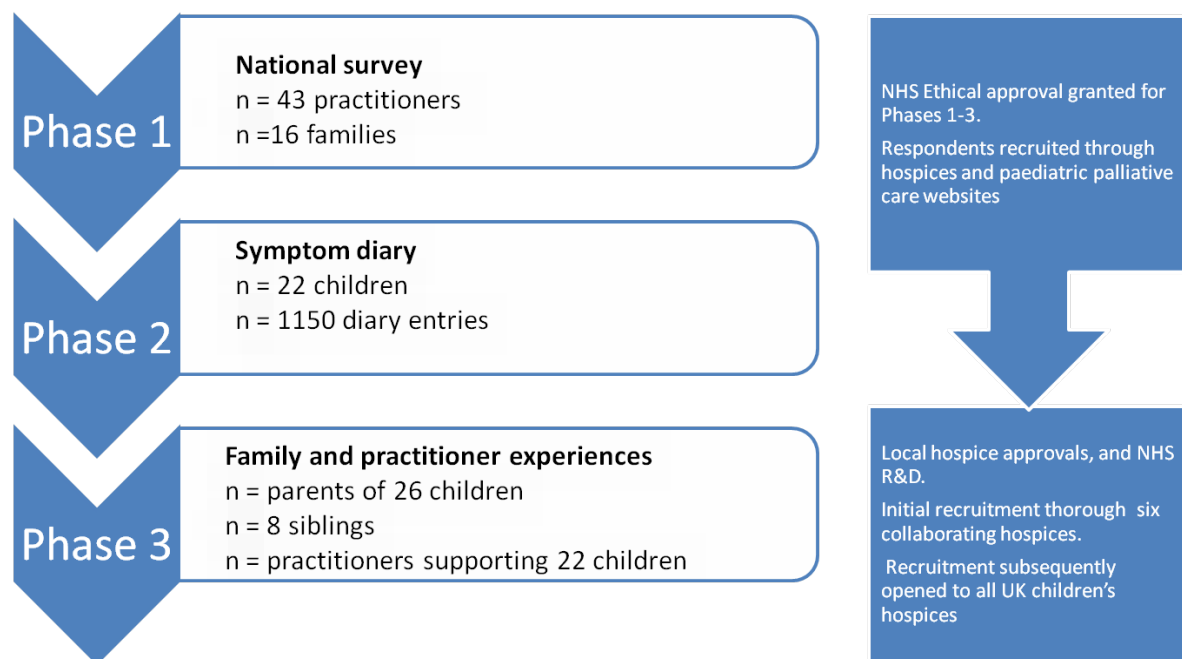 Phase 1
National survey
n = 43 practitioners
n =16 families
Phase 2
Symptom diary
n = 22 children
n = 1150 diary entries
Phase 3
Family and practitioner experiences
n = parents of 26 children
n = 8 siblings
n = practitioners supporting 22 children
NHS Ethical approval granted for
Phases 1-3.
Respondents recruited through
hospices and paediatric palliative
care websites
Local hospice approvals, and NHS
R&D.
Initial recruitment thorough six
collaborating hospices.
Recruitment subsequently
opened to all UK children’s
hospices